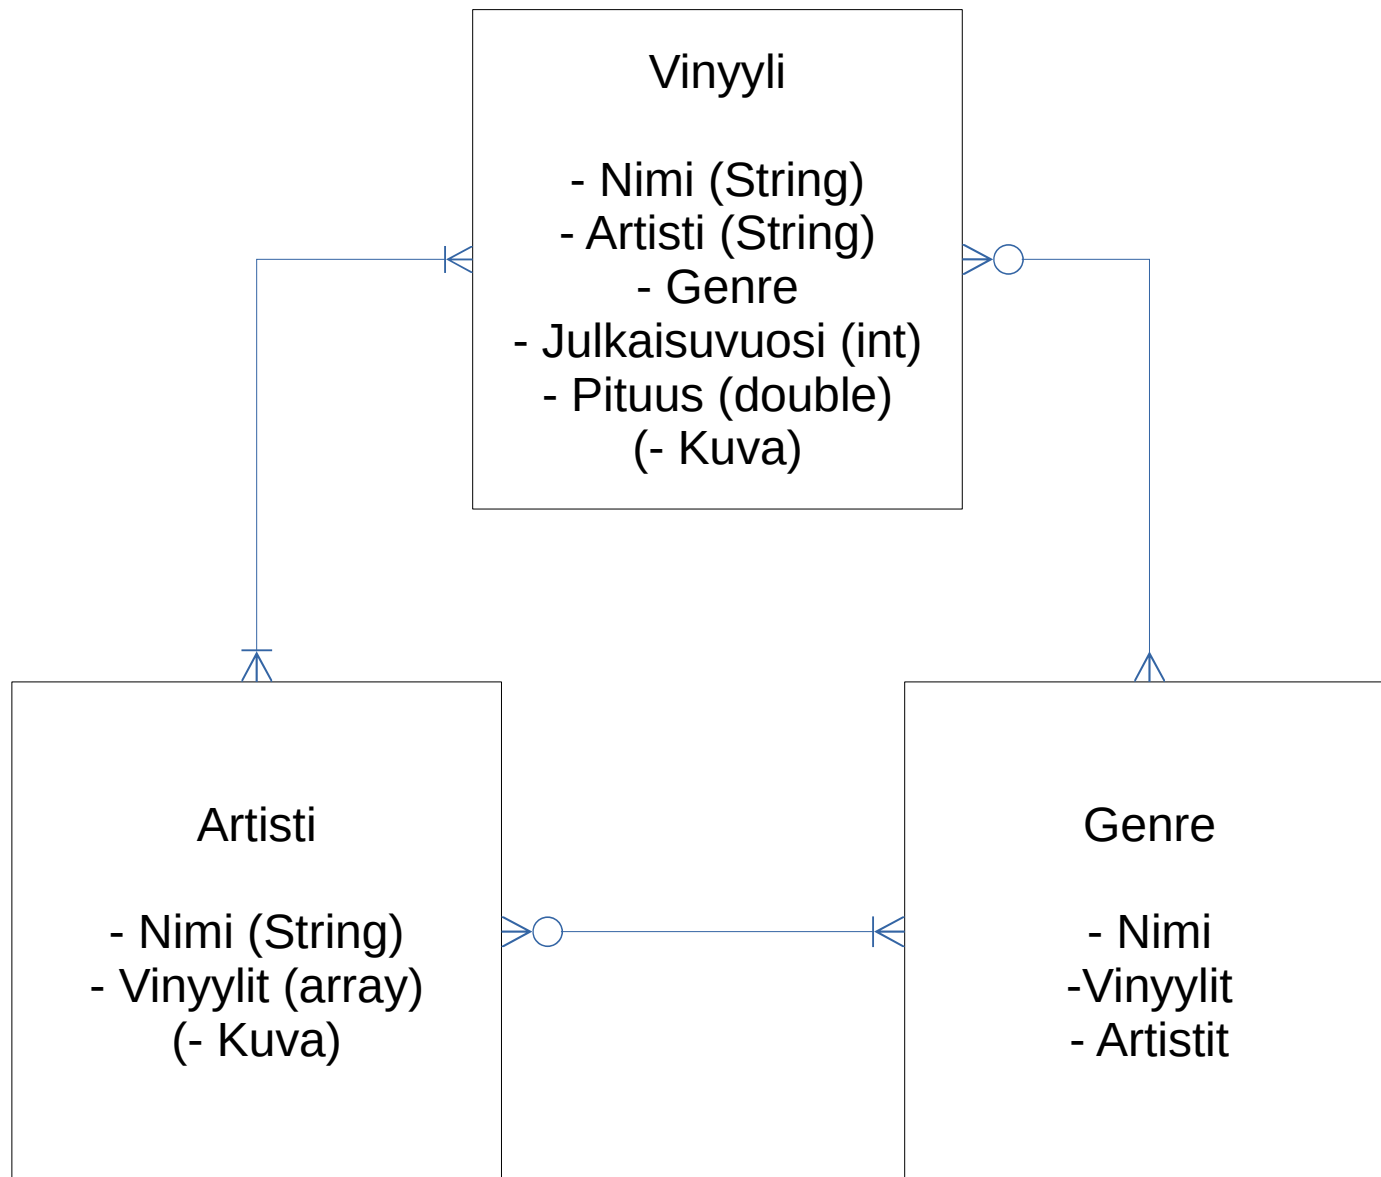 Vinyyli
- Nimi (String)
- Artisti (String)
- Genre
- Julkaisuvuosi (int)
- Pituus (double)
(- Kuva)
Artisti
- Nimi (String)
- Vinyylit (array)
(- Kuva)
Genre
- Nimi
-Vinyylit
- Artistit